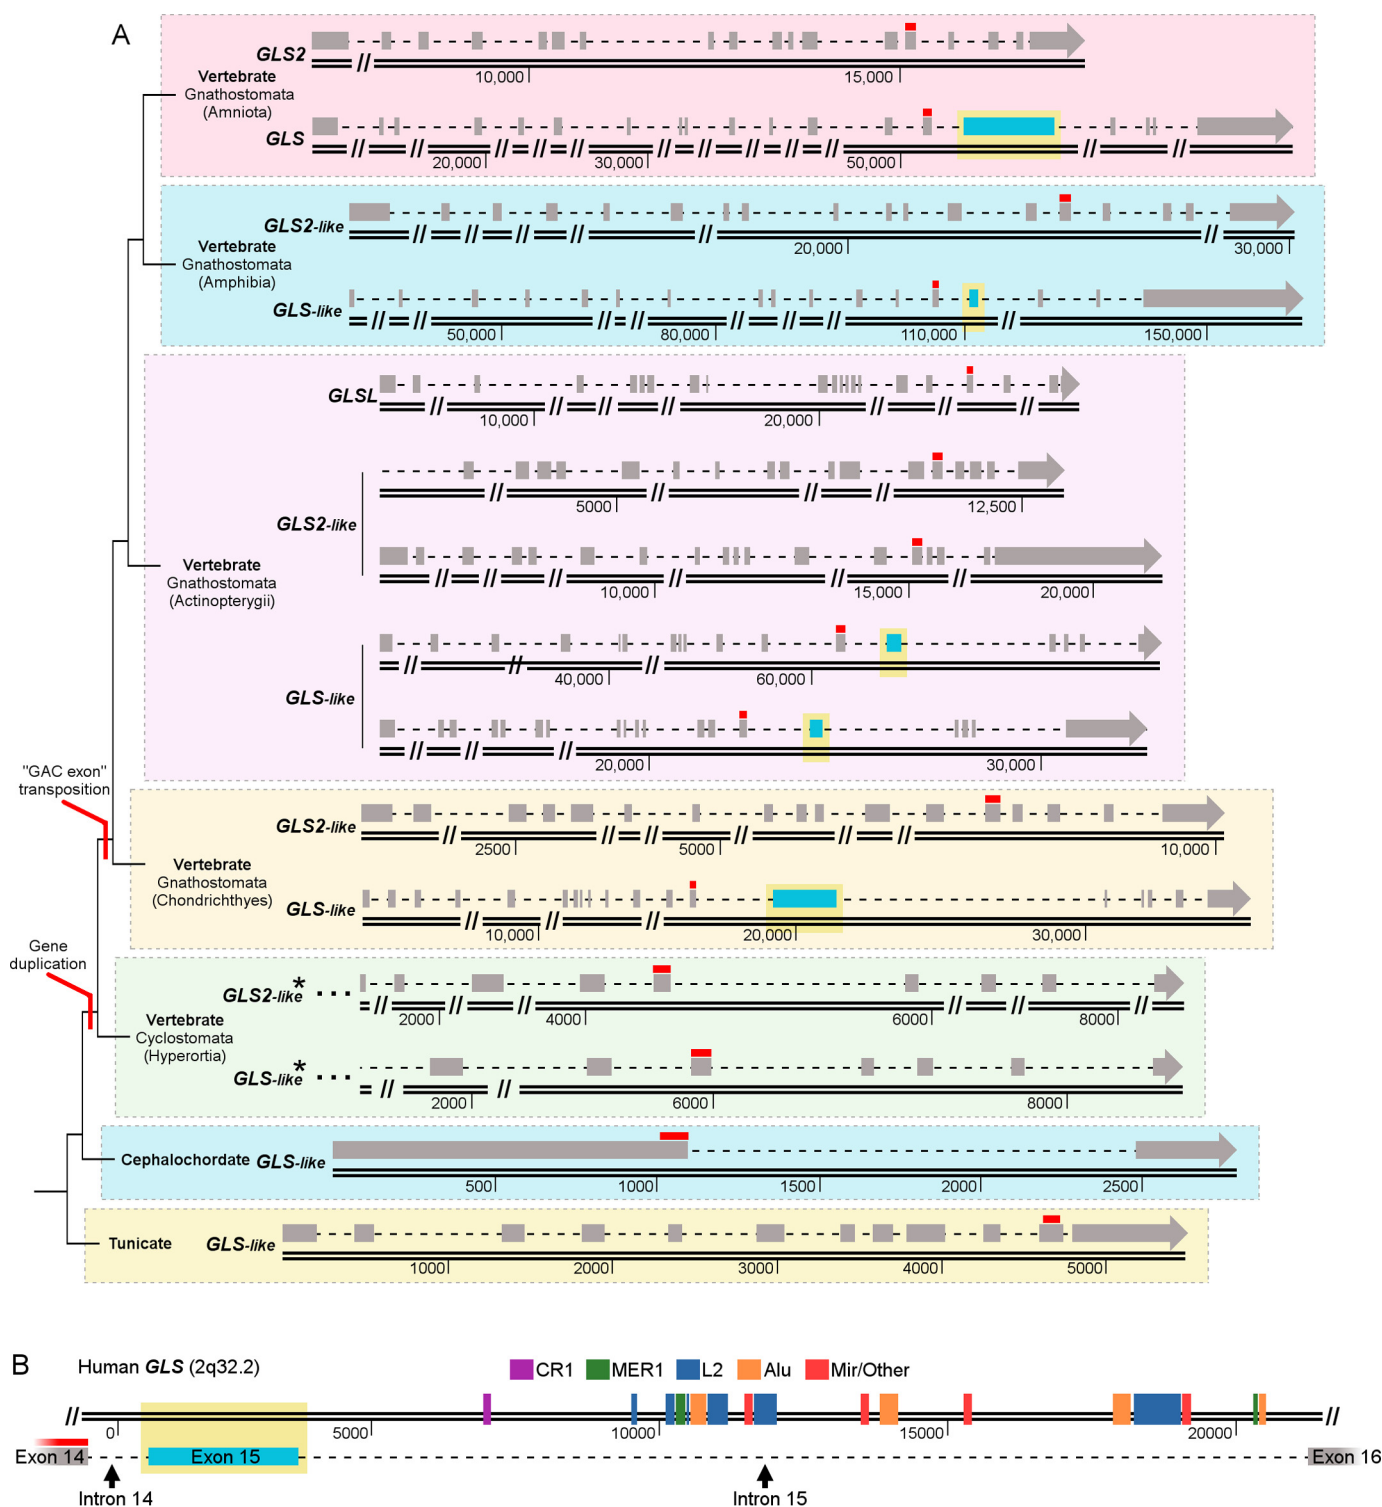 A
GLS2
//
10,000
15,000
Vertebrate
Gnathostomata
(Amniota)
GLS
// // // // // // // // // // //
20,000
30,000
50,000
GLS2-like
// // // // // //
20,000
30,000
Vertebrate
Gnathostomata
(Amphibia)
GLS-like
// // // // // // // //
50,000
80,000
110,000
150,000
GLSL
// // // // // // //
10,000
20,000
GLS2-like
// // // //
5000
12,500
// // // // // //
10,000
15,000
20,000
Vertebrate
Gnathostomata
(Actinopterygii)
GLS-like
// // //
40,000
60,000
// // //
20,000
30,000
"GAC exon"
transposition
GLS2-like
// // // // // //
2500
5000
10,000
Vertebrate
Gnathostomata
(Chondrichthyes)
GLS-like
// // //
10,000
20,000
30,000
Gene
duplication
GLS2-like*
// // // // // //
2000
4000
6000
8000
Vertebrate
Cyclostomata
(Hyperortia)
GLS-like*
// //
2000
6000
8000
Cephalochordate GLS-like
500
1000
1500
2000
2500
Tunicate GLS-like
1000
2000
3000
4000
5000
B
Human GLS (2q32.2)
CR1 MER1 L2 Alu Mir/Other
// //
0 5000 10000 15000 20000
Exon 14 Exon 15 Exon 16
Intron 14 Intron 15